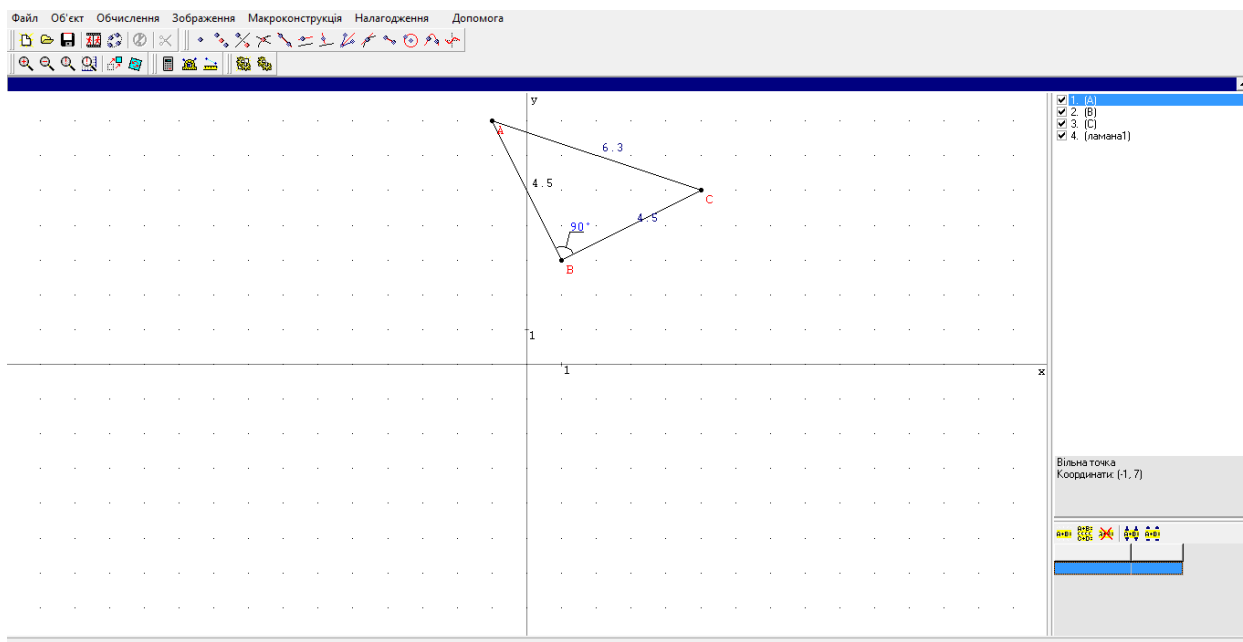 Файл Об'єкт Обчислення Зображення Макроконструкція Налагодження Допомога
y
1. (A)
2. (B)
3. (C)
4. (ламана1)
A
6.3
4.5
C
4.5
90°
B
1
1
x
Вільна точка
Координати: (-1, 7)